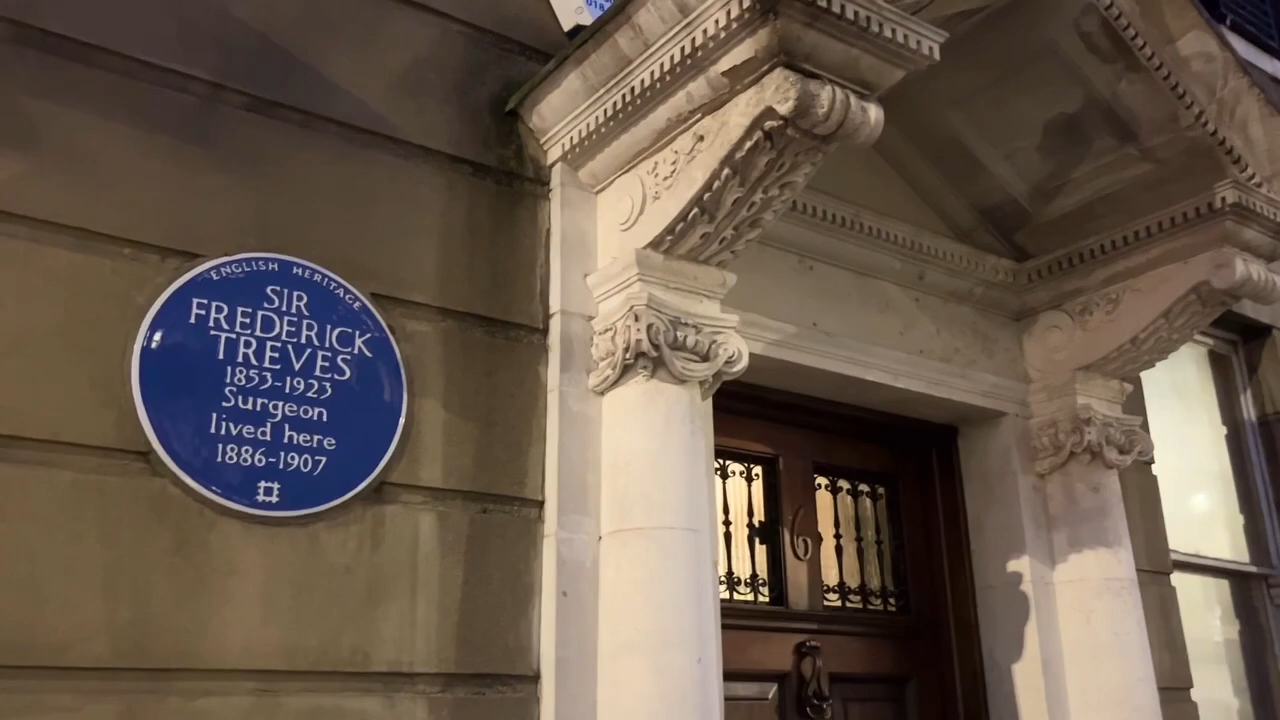 ENGLISH HERITAGE
SIR
FREDERICK
TREVES
1853-1923
Surgeon
lived here
1886-1907
6